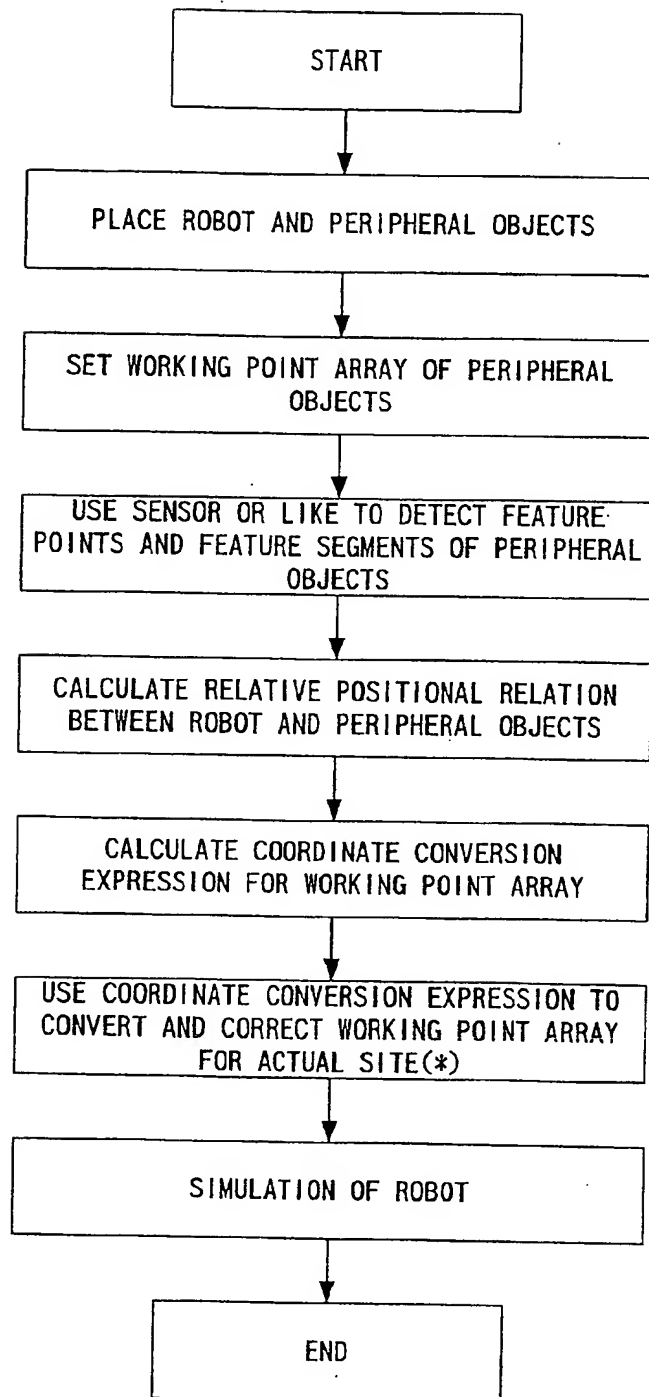 START
PLACE ROBOT AND PERIPHERAL OBJECTS
SET WORKING POINT ARRAY OF PERIPHERAL
OBJECTS
USE SENSOR OR LIKE TO DETECT FEATURE
POINTS AND FEATURE SEGMENTS OF PERIPHERAL
OBJECTS
CALCULATE RELATIVE POSITIONAL RELATION
BETWEEN ROBOT AND PERIPHERAL OBJECTS
CALCULATE COORDINATE CONVERSION
EXPRESSION FOR WORKING POINT ARRAY
USE COORDINATE CONVERSION EXPRESSION TO
CONVERT AND CORRECT WORKING POINT ARRAY
FOR ACTUAL SITE(*)
SIMULATION OF ROBOT
END